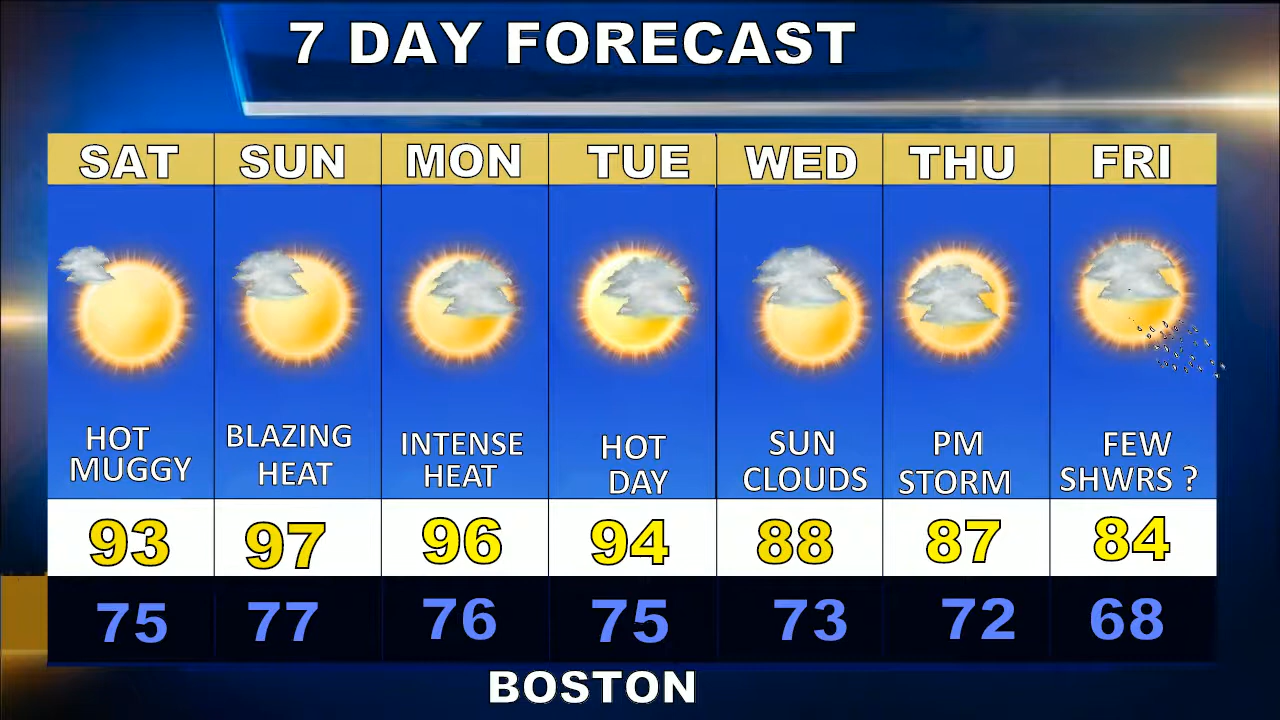 7 DAY FORECAST
SAT SUN MON TUE WED THU FRI
HOT MUGGY
BLAZING HEAT
INTENSE HEAT
HOT DAY
SUN CLOUDS
PM STORM
FEW SHWRS ?
93 97 96 94 88 87 84
75 77 76 75 73 72 68
BOSTON